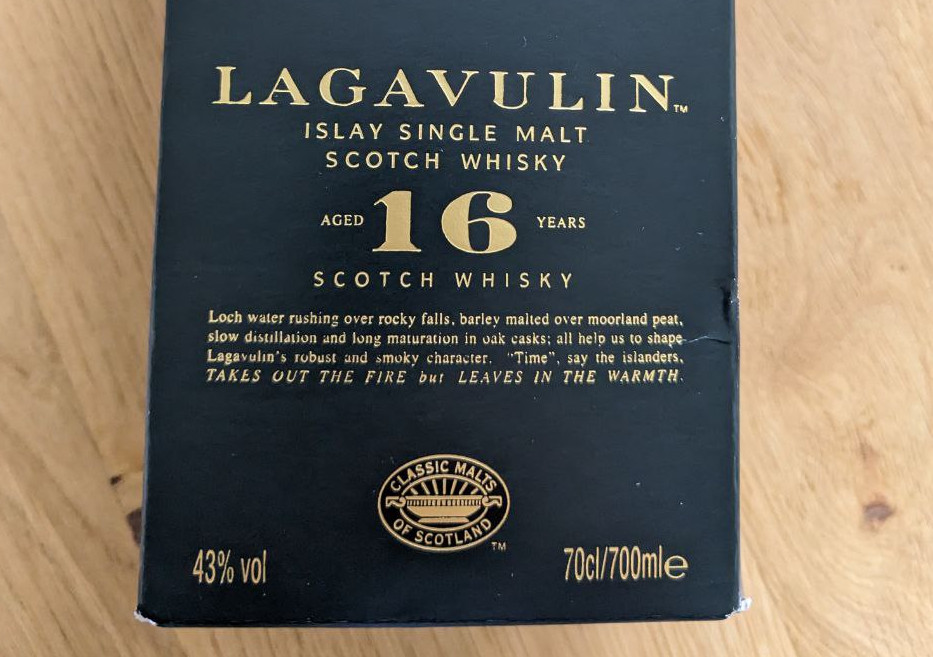 LAGAVULIN™
ISLAY SINGLE MALT
SCOTCH WHISKY
AGED 16 YEARS
SCOTCH WHISKY
Loch water rushing over rocky falls, barley malted over moorland peat,
slow distillation and long maturation in oak casks; all help us to shape
Lagavulin's robust and smoky character. "Time", say the islanders,
TAKES OUT THE FIRE but LEAVES IN THE WARMTH.
CLASSIC MALTS
OF SCOTLAND
™
43% vol
70cl/700ml℮